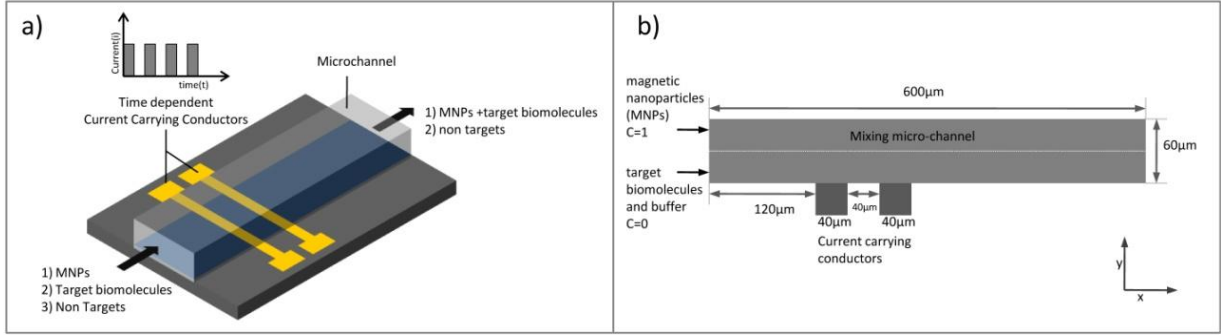 a)
Current(i)
time(t)
Time dependent
Current Carrying Conductors
Microchannel
1) MNPs +target biomolecules
2) non targets
1) MNPs
2) Target biomolecules
3) Non Targets
b)
magnetic
nanoparticles
(MNPs)
C=1
600μm
Mixing micro-channel
60μm
target
biomolecules
and buffer
C=0
120μm
40μm
40μm
40μm
Current carrying
conductors
y
x